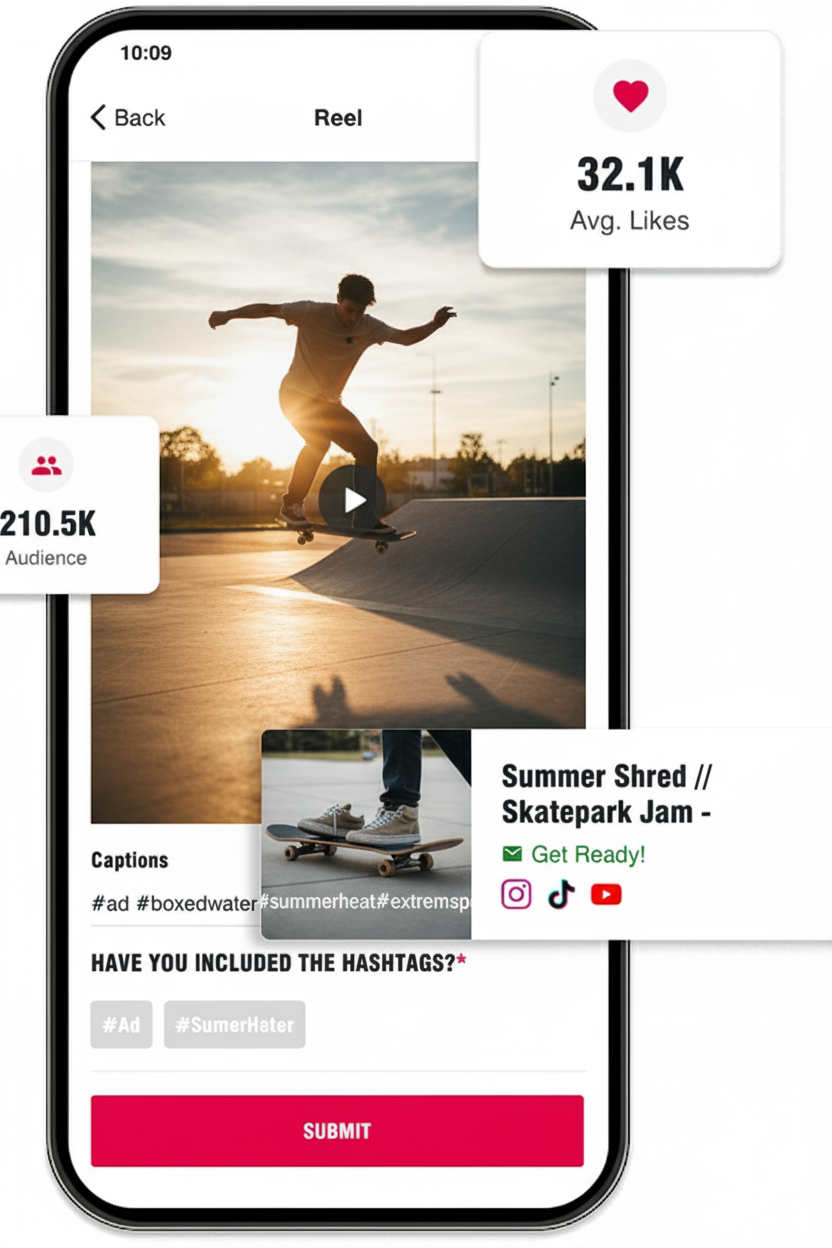 10:09
Back
Reel
32.1K
Avg. Likes
210.5K
Audience
Summer Shred //
Skatepark Jam -
Get Ready!
Captions
#ad #boxedwater#summerheat#extremsp
HAVE YOU INCLUDED THE HASHTAGS?*
#Ad
#SumerHater
SUBMIT